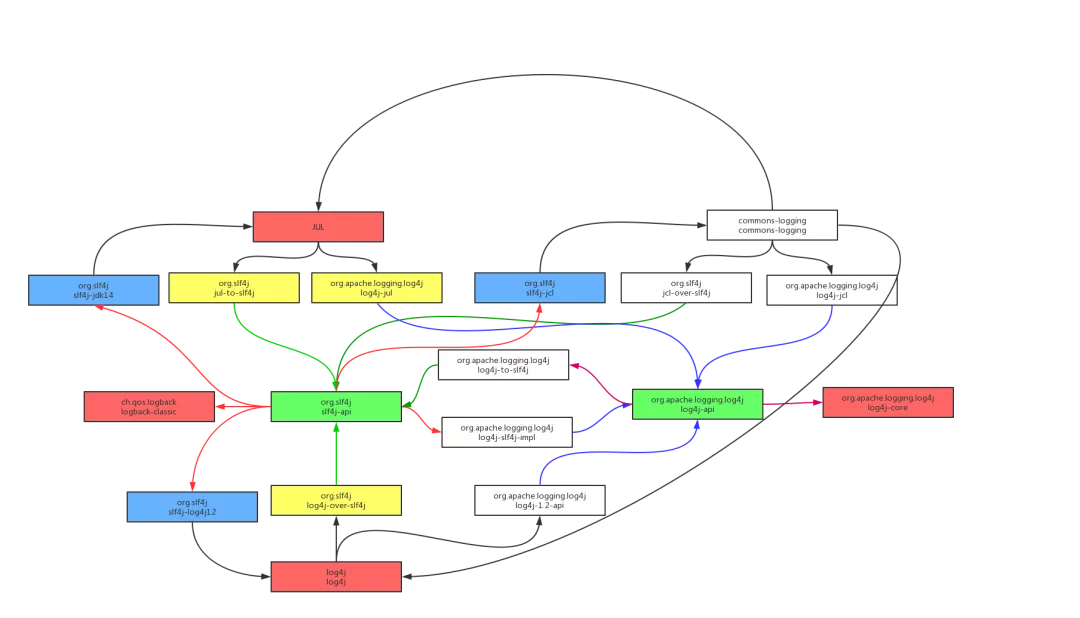 JUL
commons-logging
commons-logging
org.slf4j
slf4j-jdk14
org.slf4j
jul-to-slf4j
org.apache.logging.log4j
log4j-jul
org.slf4j
slf4j-jcl
org.slf4j
jcl-over-slf4j
org.apache.logging.log4j
log4j-jcl
org.apache.logging.log4j
log4j-to-slf4j
ch.qos.logback
logback-classic
org.slf4j
slf4j-api
org.apache.logging.log4j
log4j-api
org.apache.logging.log4j
log4j-core
org.apache.logging.log4j
log4j-slf4j-impl
org.slf4j
slf4j-log4j12
org.slf4j
log4j-over-slf4j
org.apache.logging.log4j
log4j-1.2-api
log4j
log4j